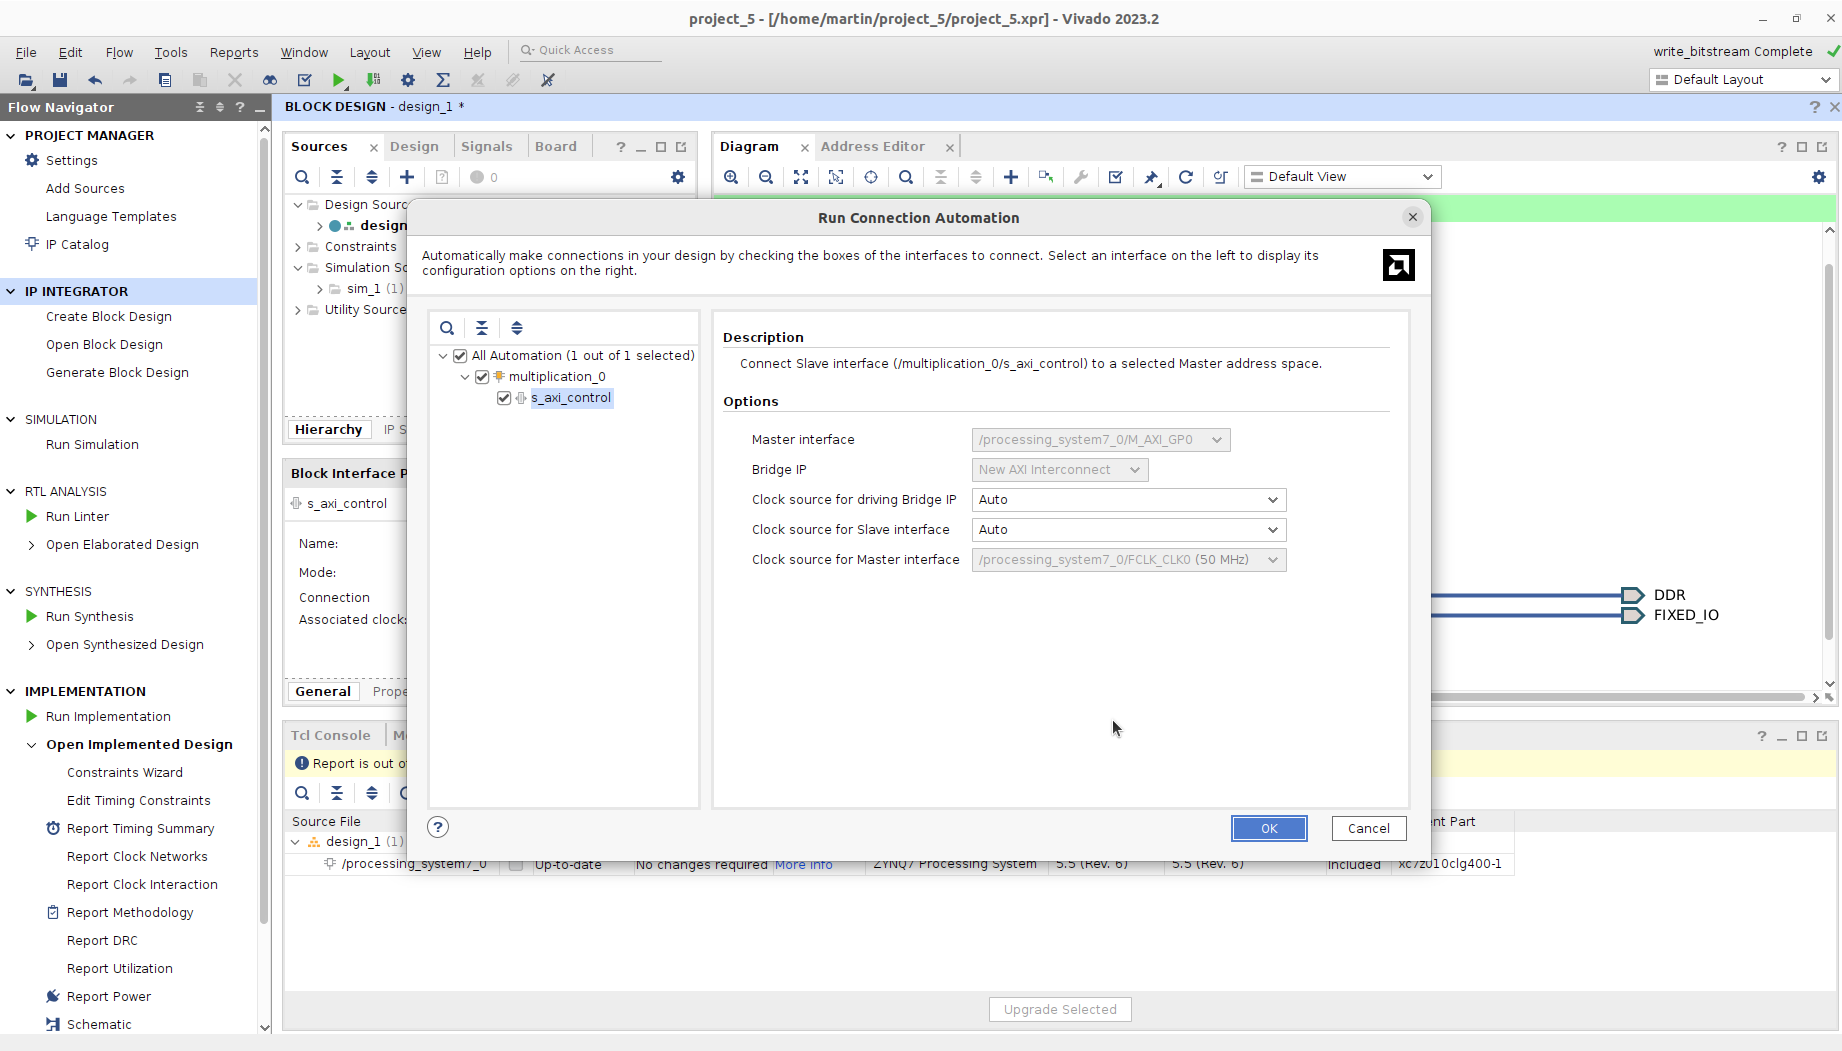 project_5 - [/home/martin/project_5/project_5.xpr] - Vivado 2023.2
File Edit Flow Tools Reports Window Layout View Help Quick Access
write_bitstream Complete
Default Layout
Flow Navigator
BLOCK DESIGN - design_1 *
PROJECT MANAGER
Settings
Add Sources
Language Templates
IP Catalog
IP INTEGRATOR
Create Block Design
Open Block Design
Generate Block Design
SIMULATION
Run Simulation
RTL ANALYSIS
Run Linter
Open Elaborated Design
SYNTHESIS
Run Synthesis
Open Synthesized Design
IMPLEMENTATION
Run Implementation
Open Implemented Design
Constraints Wizard
Edit Timing Constraints
Report Timing Summary
Report Clock Networks
Report Clock Interaction
Report Methodology
Report DRC
Report Utilization
Report Power
Schematic
Sources Design Signals Board
0
Design Sourc
design
Constraints
Simulation So
sim_1 (1)
Utility Source
Hierarchy IP S
Block Interface P
s_axi_control
Name:
Mode:
Connection
Associated clock:
General Prope
Diagram Address Editor
Default View
DDR
FIXED_IO
Run Connection Automation
Automatically make connections in your design by checking the boxes of the interfaces to connect. Select an interface on the left to display its
configuration options on the right.
All Automation (1 out of 1 selected)
multiplication_0
s_axi_control
Description
Connect Slave interface (/multiplication_0/s_axi_control) to a selected Master address space.
Options
Master interface /processing_system7_0/M_AXI_GP0
Bridge IP New AXI Interconnect
Clock source for driving Bridge IP Auto
Clock source for Slave interface Auto
Clock source for Master interface /processing_system7_0/FCLK_CLK0 (50 MHz)
OK Cancel
Tcl Console M
Report is out o
Source File nt Part
design_1 (1)
/processing_system7_0 Up-to-date No changes required More info ZYNQ7 Processing System 5.5 (Rev. 6) 5.5 (Rev. 6) Included xc7z010clg400-1
Upgrade Selected